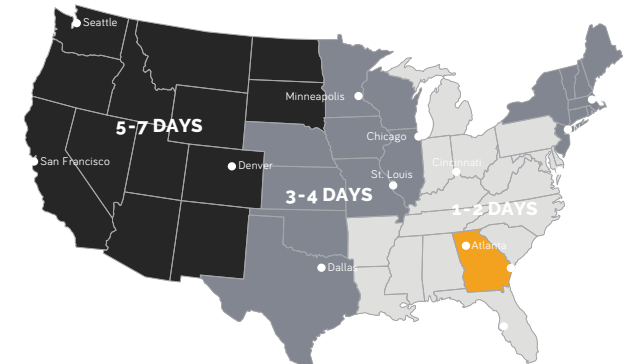 Seattle
Minneapolis
5-7 DAYS
Chicago
San Francisco
Denver
Cincinnati
St. Louis
3-4 DAYS
1-2 DAYS
Atlanta
Dallas